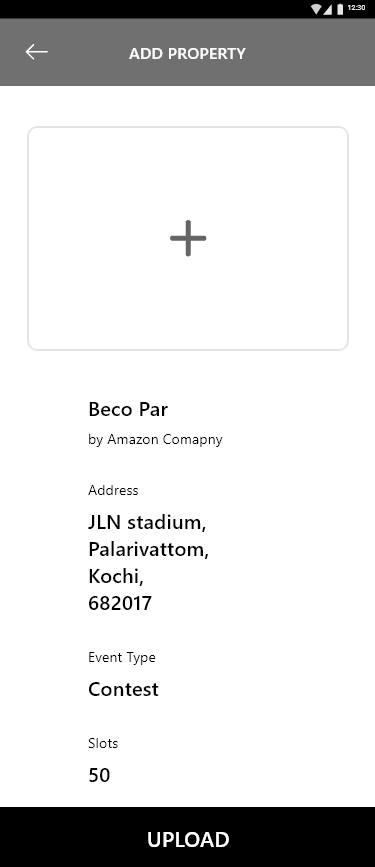 12:30
ADD PROPERTY
Beco Par
by Amazon Comapny
Address
JLN stadium,
Palarivattom,
Kochi,
682017
Event Type
Contest
Slots
50
UPLOAD